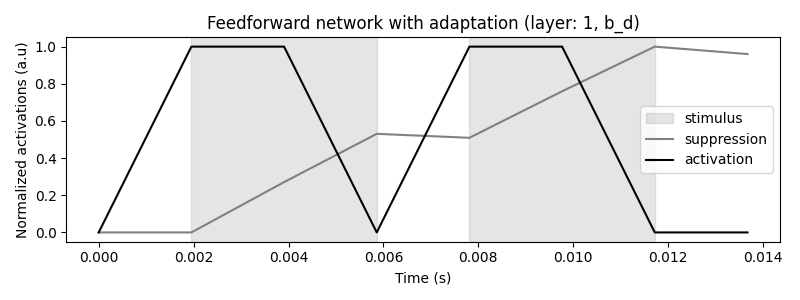 Feedforward network with adaptation (layer: 1, b_d)
Normalized activations (a.u)
1.0
0.8
0.6
0.4
0.2
0.0
stimulus
suppression
activation
0.000 0.002 0.004 0.006 0.008 0.010 0.012 0.014
Time (s)